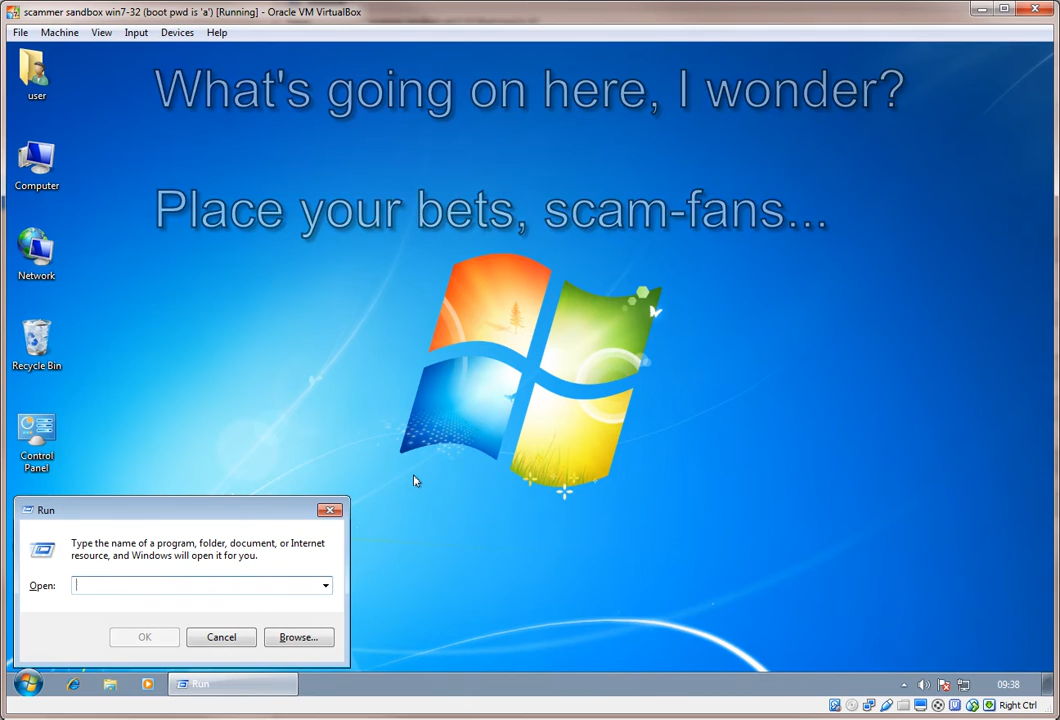 scammer sandbox win7-32 (boot pwd is 'a') [Running] - Oracle VM VirtualBox
File Machine View Input Devices Help
What's going on here, I wonder?
Place your bets, scam-fans...
user
Computer
Network
Recycle Bin
Control
Panel
Run
Type the name of a program, folder, document, or Internet
resource, and Windows will open it for you.
Open:
OK Cancel Browse...
Run
09:38
Right Ctrl